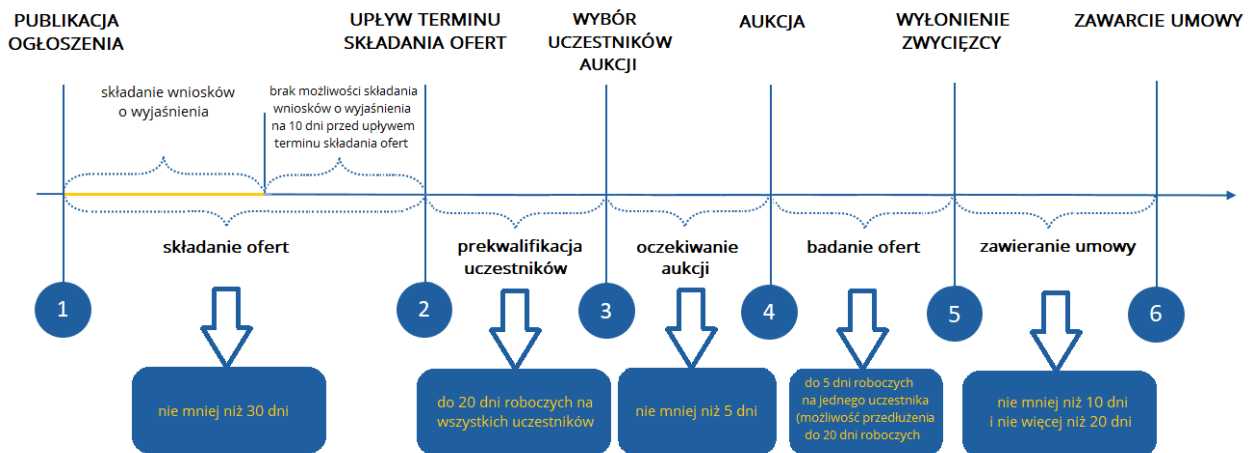 PUBLIKACJA
OGŁOSZENIA
UPŁYW TERMINU
SKŁADANIA OFERT
WYBÓR
UCZESTNIKÓW
AUKCJI
AUKCJA
WYŁONIENIE
ZWYCIĘZCY
ZAWARCIE UMOWY
składanie wniosków
o wyjaśnienia
brak możliwości składania
wniosków o wyjaśnienia
na 10 dni przed upływem
terminu składania ofert
składanie ofert
prekwalifikacja
uczestników
oczekiwanie
aukcji
badanie ofert
zawieranie umowy
1
2
3
4
5
6
nie mniej niż 30 dni
do 20 dni roboczych na
wszystkich uczestników
nie mniej niż 5 dni
do 5 dni roboczych
na jednego uczestnika
(możliwość przedłużenia
do 20 dni roboczych
nie mniej niż 10 dni
i nie więcej niż 20 dni